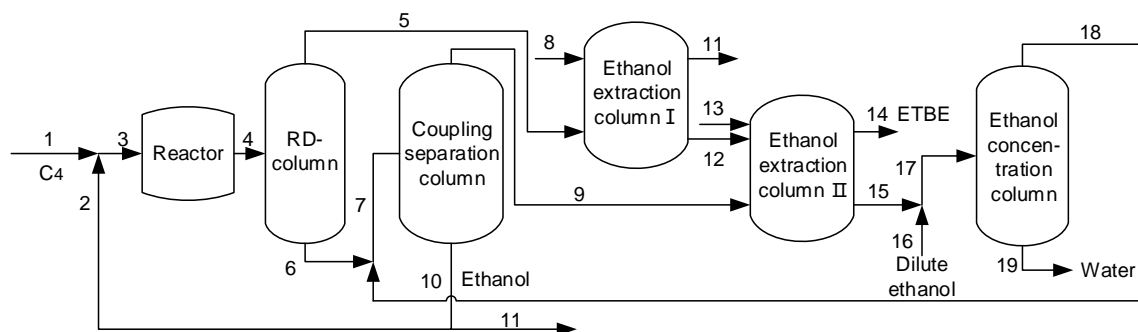 5
18
8
11
Ethanol
extraction
column I
1
3
4
C4
Reactor
RD-
column
Coupling
separation
column
13
12
Ethanol
extraction
column II
14
ETBE
Ethanol
concen-
tration
column
17
2
7
9
15
6
10
Ethanol
16
Dilute
ethanol
19
Water
11